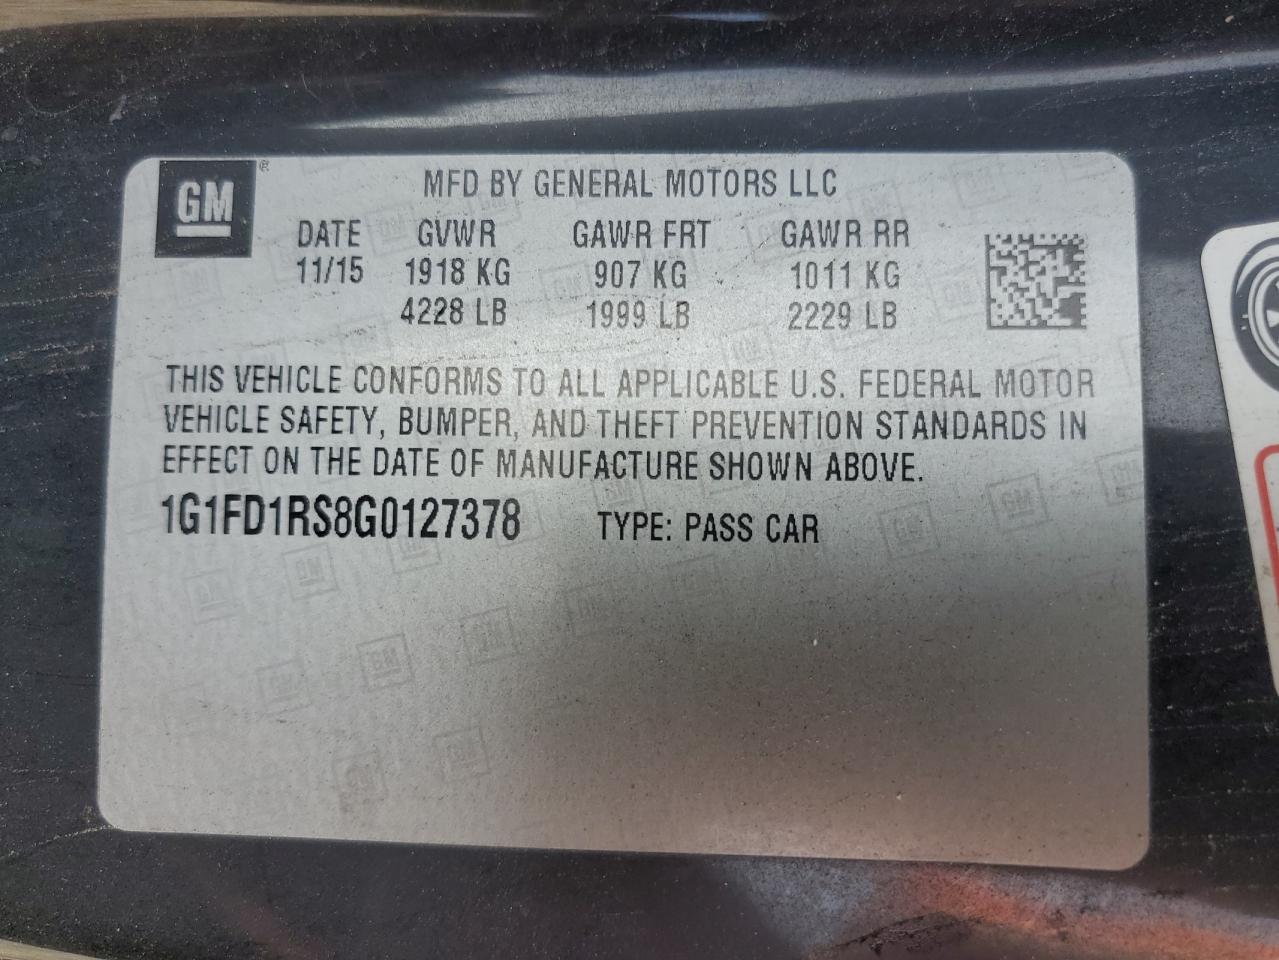 GM
MFD BY GENERAL MOTORS LLC
DATE GVWR GAWR FRT GAWR RR
11/15 1918 KG 907 KG 1011 KG
4228 LB 1999 LB 2229 LB
THIS VEHICLE CONFORMS TO ALL APPLICABLE U.S. FEDERAL MOTOR
VEHICLE SAFETY, BUMPER, AND THEFT PREVENTION STANDARDS IN
EFFECT ON THE DATE OF MANUFACTURE SHOWN ABOVE.
1G1FD1RS8G0127378 TYPE: PASS CAR